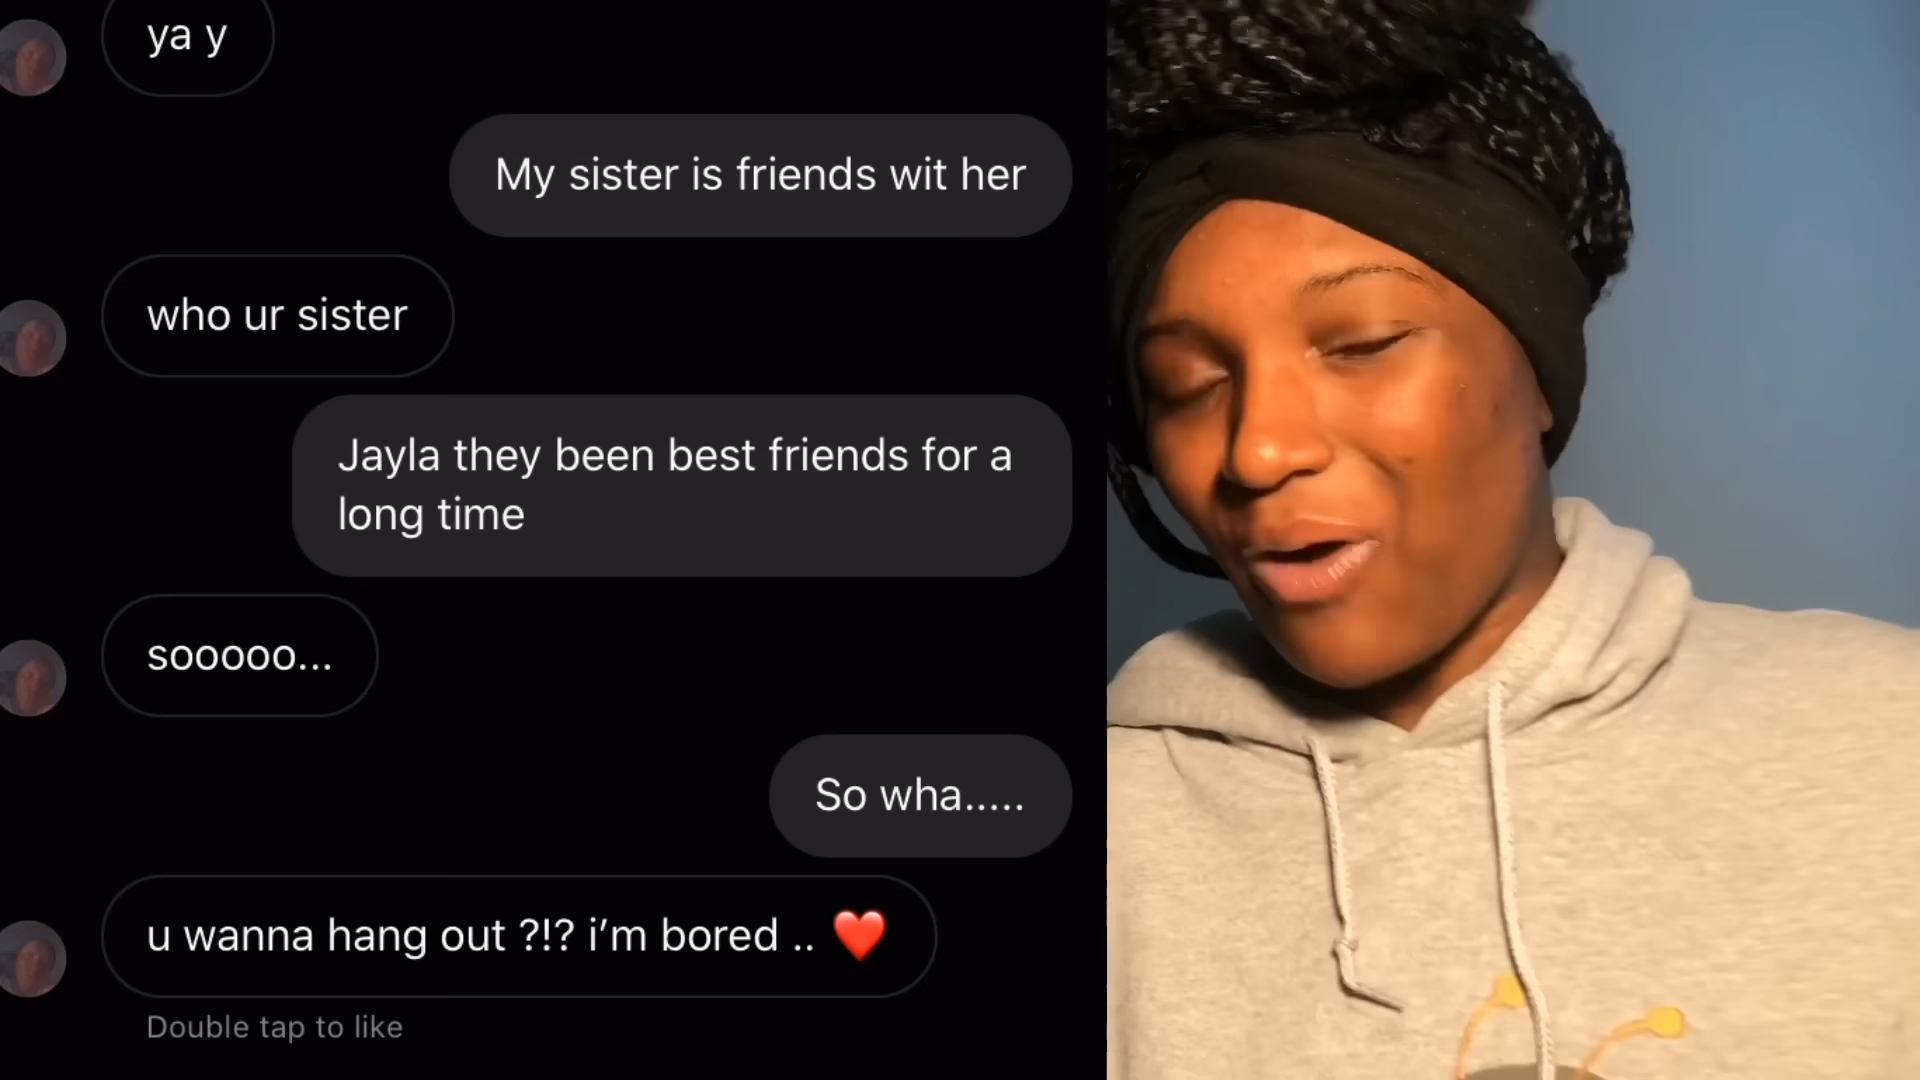 ya y
My sister is friends wit her
who ur sister
Jayla they been best friends for a
long time
sooooo...
So wha.....
u wanna hang out ?!? i’m bored .. ❤️
Double tap to like